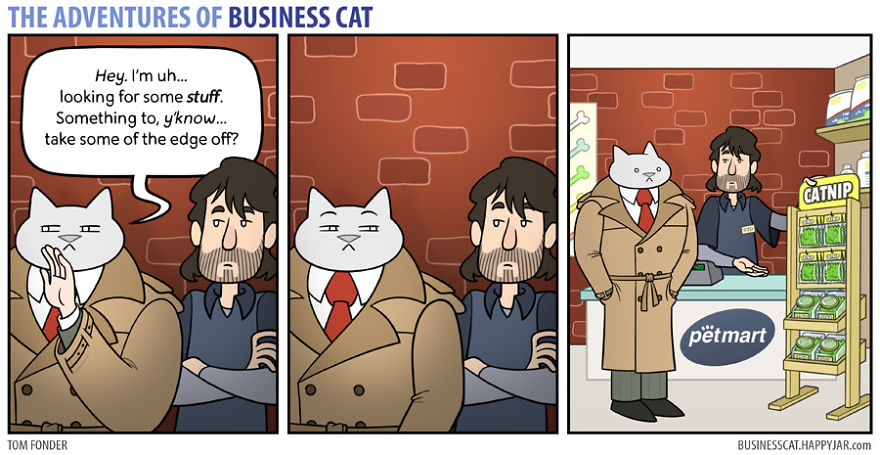 THE ADVENTURES OF BUSINESS CAT
Hey. I'm uh...
looking for some stuff.
Something to, y'know...
take some of the edge off?
CATNIP
pëtmart
TOM FONDER
BUSINESSCAT.HAPPYJAR.com